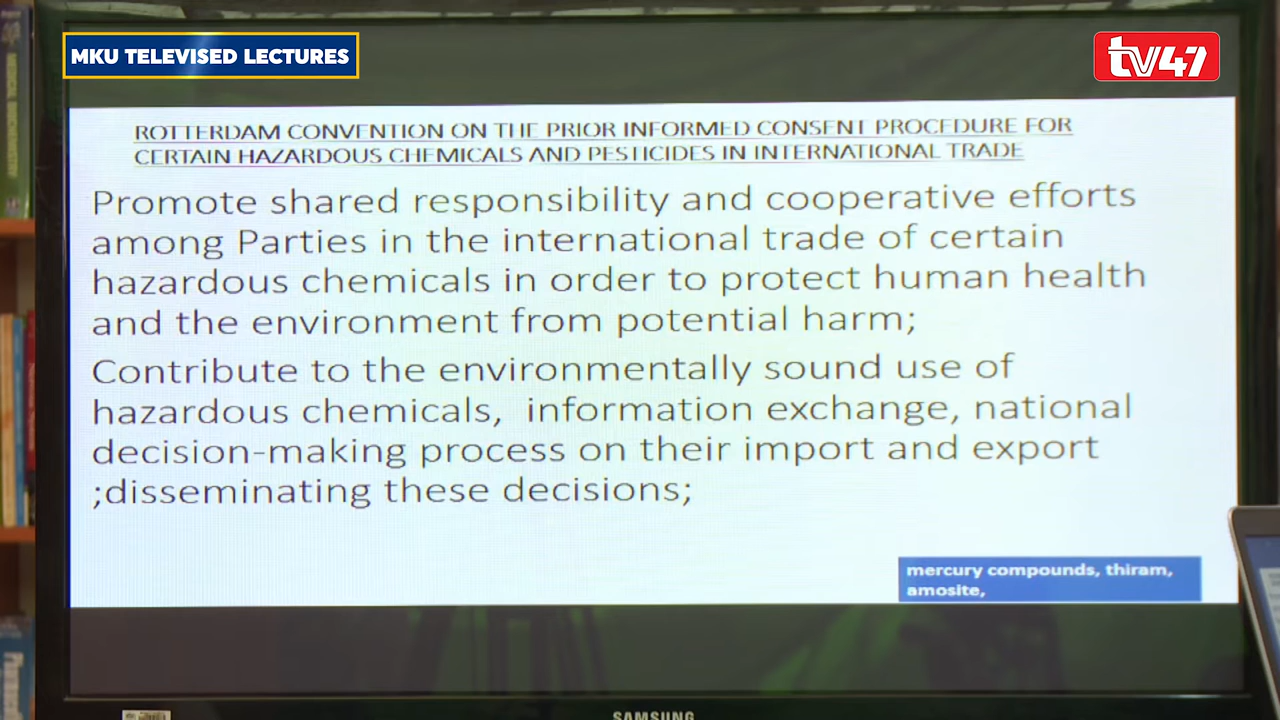 MKU TELEVISED LECTURES
tv47
ROTTERDAM CONVENTION ON THE PRIOR INFORMED CONSENT PROCEDURE FOR
CERTAIN HAZARDOUS CHEMICALS AND PESTICIDES IN INTERNATIONAL TRADE
Promote shared responsibility and cooperative efforts
among Parties in the international trade of certain
hazardous chemicals in order to protect human health
and the environment from potential harm;
Contribute to the environmentally sound use of
hazardous chemicals, information exchange, national
decision-making process on their import and export
;disseminating these decisions;
mercury compounds, thiram,
amosite,
SAMSUNG